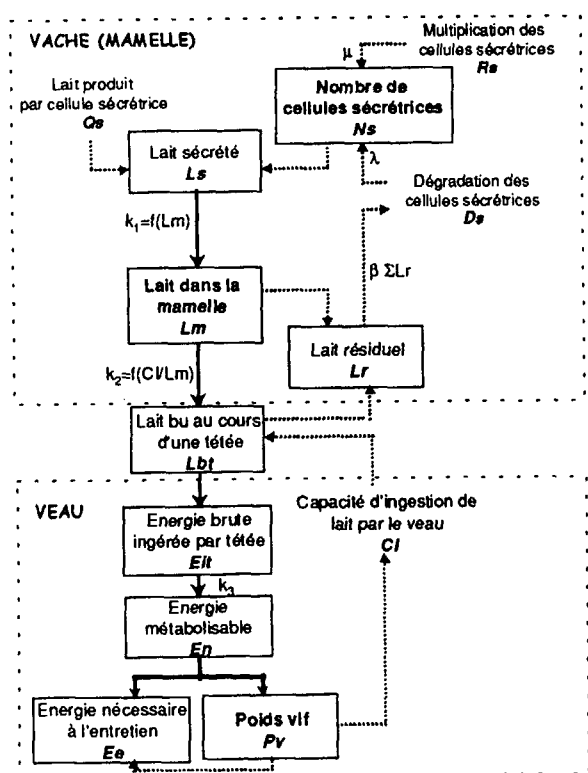 VACHE (MAMELLE)
Multiplication des
cellules sécrétrices
Rs
μ
Lait produit
par cellule sécrétrice
Qs
Nombre de
cellules sécrétrices
Ns
Lait sécrété
Ls
λ
Dégradation des
cellules sécrétrices
Ds
k₁=f(Lm)
β ΣLr
Lait dans la
mamelle
Lm
Lait résiduel
Lr
k₂=f(CI/Lm)
Lait bu au cours
d'une tétée
Lbt
VEAU
Energie brute
ingérée par tétée
EIt
Capacité d'ingestion de
lait par le veau
CI
k₃
Energie
métabolisable
En
Energie nécessaire
à l'entretien
Ee
Poids vif
Pv